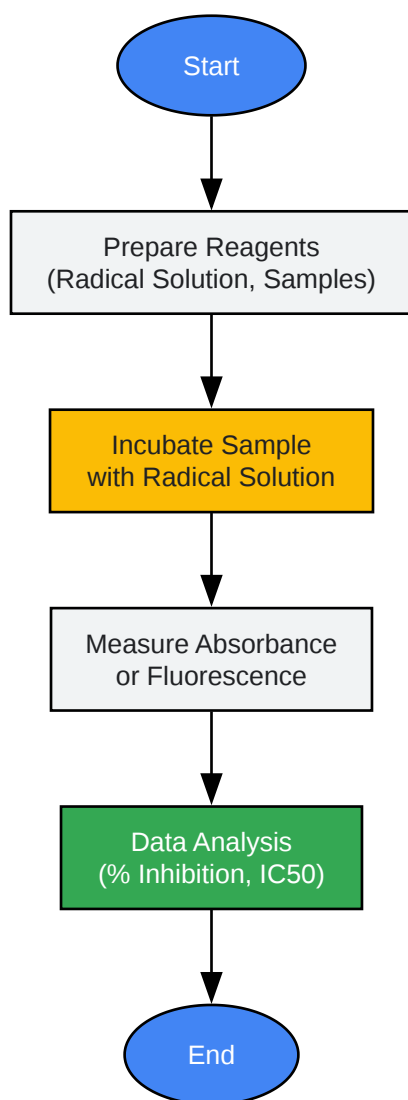 Start
Prepare Reagents
(Radical Solution, Samples)
Incubate Sample
with Radical Solution
Measure Absorbance
or Fluorescence
Data Analysis
(% Inhibition, IC50)
End